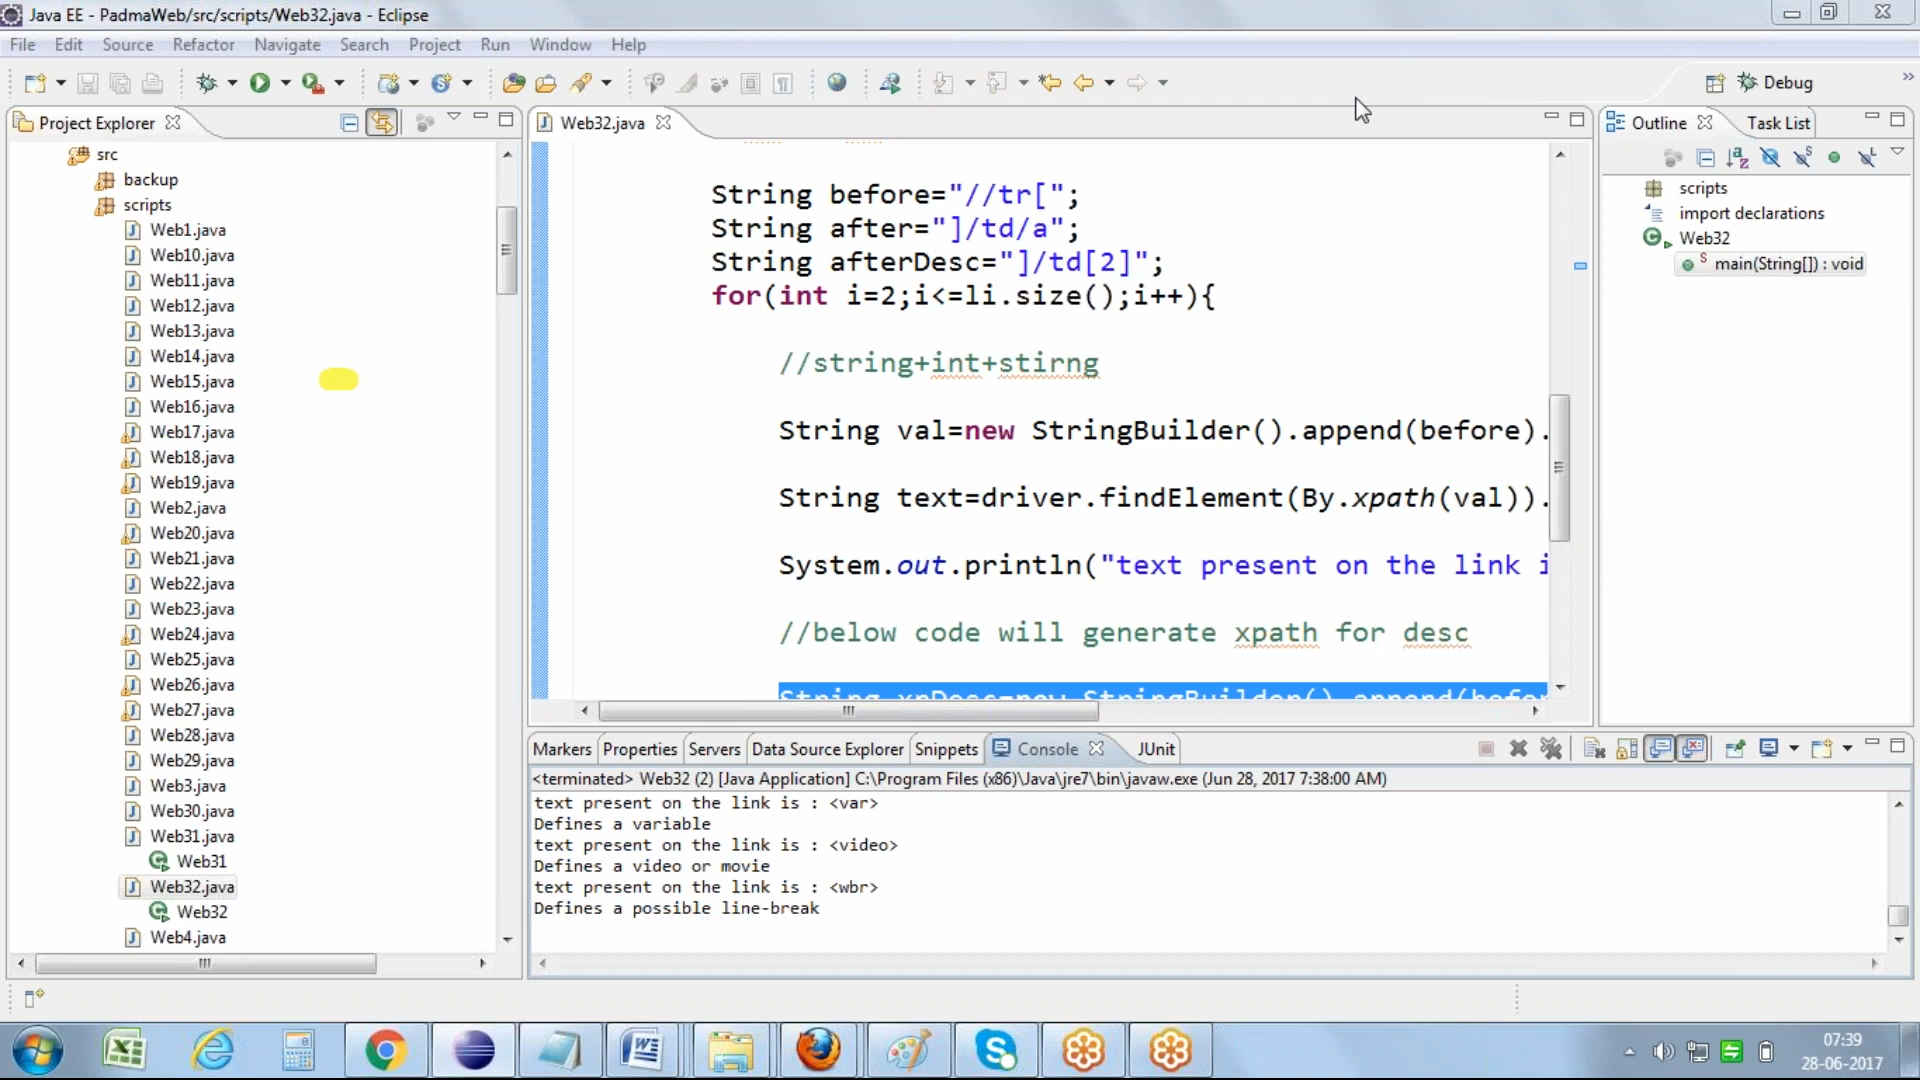 Java EE - PadmaWeb/src/scripts/Web32.java - Eclipse
File Edit Source Refactor Navigate Search Project Run Window Help
Debug
Project Explorer
src
backup
scripts
Web1.java
Web10.java
Web11.java
Web12.java
Web13.java
Web14.java
Web15.java
Web16.java
Web17.java
Web18.java
Web19.java
Web2.java
Web20.java
Web21.java
Web22.java
Web23.java
Web24.java
Web25.java
Web26.java
Web27.java
Web28.java
Web29.java
Web3.java
Web30.java
Web31.java
Web31
Web32.java
Web32
Web4.java
Web32.java
String before="//tr[";
String after="]/td/a";
String afterDesc="]/td[2]";
for(int i=2;i<=li.size();i++){
//string+int+stirng
String val=new StringBuilder().append(before).
String text=driver.findElement(By.xpath(val)).
System.out.println("text present on the link i
//below code will generate xpath for desc
String xpDesc=new StringBuilder().append(befor
Outline Task List
scripts
import declarations
Web32
main(String[]) : void
Markers Properties Servers Data Source Explorer Snippets Console JUnit
<terminated> Web32 (2) [Java Application] C:\Program Files (x86)\Java\jre7\bin\javaw.exe (Jun 28, 2017 7:38:00 AM)
text present on the link is : <var>
Defines a variable
text present on the link is : <video>
Defines a video or movie
text present on the link is : <wbr>
Defines a possible line-break
07:39
28-06-2017